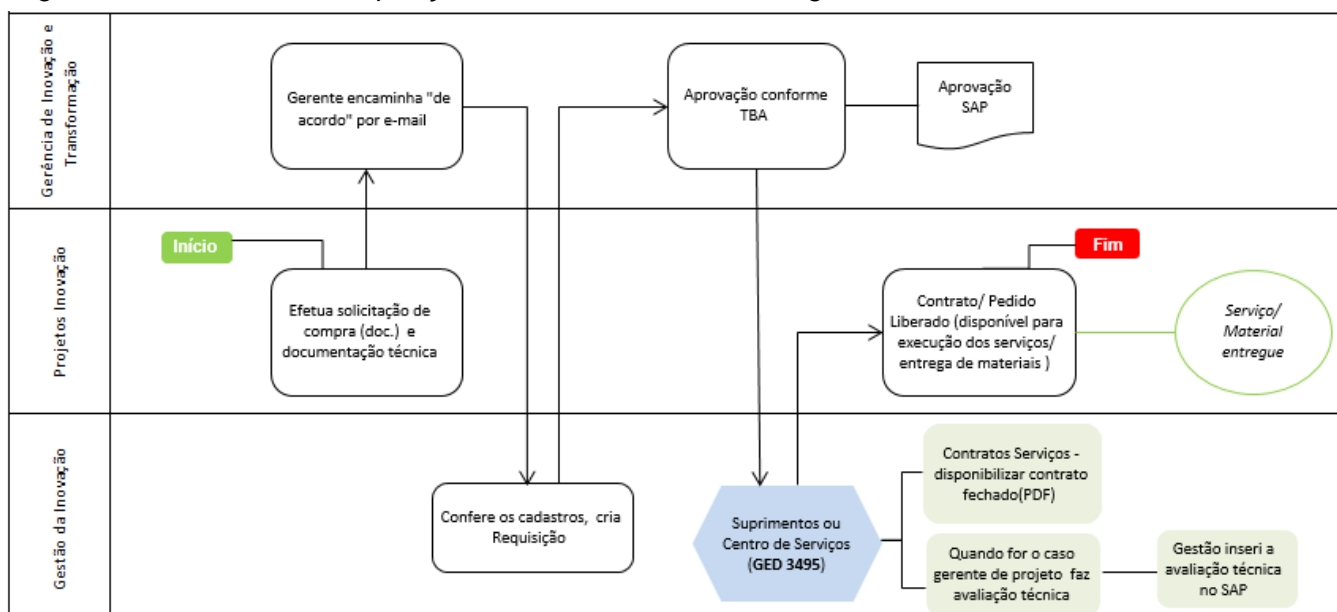 Gerência de Inovação e
Transformação
Gerente encaminha "de
acordo" por e-mail
Aprovação conforme
TBA
Aprovação
SAP
Projetos Inovação
Início
Efetua solicitação de
compra (doc.) e
documentação técnica
Contrato/ Pedido
Liberado (disponível para
execução dos serviços/
entrega de materiais )
Fim
Serviço/
Material
entregue
Gestão da Inovação
Confere os cadastros, cria
Requisição
Suprimentos ou
Centro de Serviços
(GED 3495)
Contratos Serviços -
disponibilizar contrato
fechado(PDF)
Quando for o caso
gerente de projeto faz
avaliação técnica
Gestão inseri a
avaliação técnica
no SAP